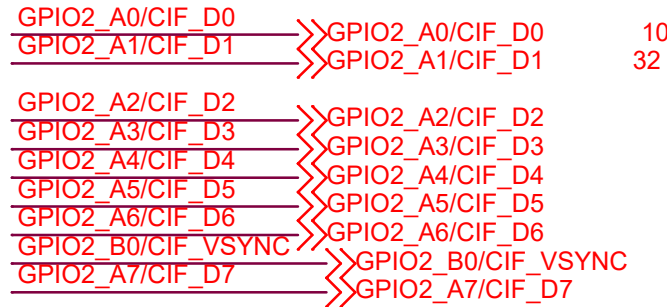 GPIO2_A0/CIF_D0 GPIO2_A0/CIF_D0 10
GPIO2_A1/CIF_D1 GPIO2_A1/CIF_D1 32
GPIO2_A2/CIF_D2 GPIO2_A2/CIF_D2
GPIO2_A3/CIF_D3 GPIO2_A3/CIF_D3
GPIO2_A4/CIF_D4 GPIO2_A4/CIF_D4
GPIO2_A5/CIF_D5 GPIO2_A5/CIF_D5
GPIO2_A6/CIF_D6 GPIO2_A6/CIF_D6
GPIO2_B0/CIF_VSYNC GPIO2_B0/CIF_VSYNC
GPIO2_A7/CIF_D7 GPIO2_A7/CIF_D7